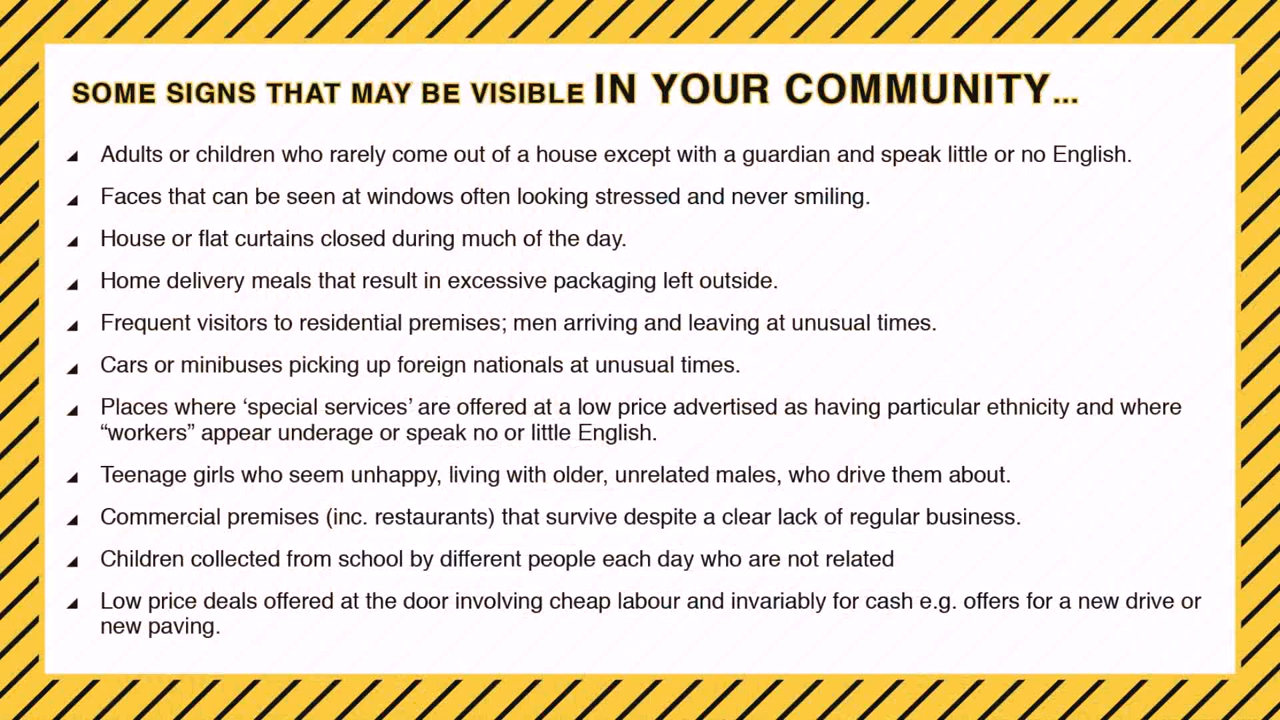 SOME SIGNS THAT MAY BE VISIBLE IN YOUR COMMUNITY...
Adults or children who rarely come out of a house except with a guardian and speak little or no English.
Faces that can be seen at windows often looking stressed and never smiling.
House or flat curtains closed during much of the day.
Home delivery meals that result in excessive packaging left outside.
Frequent visitors to residential premises; men arriving and leaving at unusual times.
Cars or minibuses picking up foreign nationals at unusual times.
Places where ‘special services’ are offered at a low price advertised as having particular ethnicity and where
“workers” appear underage or speak no or little English.
Teenage girls who seem unhappy, living with older, unrelated males, who drive them about.
Commercial premises (inc. restaurants) that survive despite a clear lack of regular business.
Children collected from school by different people each day who are not related
Low price deals offered at the door involving cheap labour and invariably for cash e.g. offers for a new drive or
new paving.